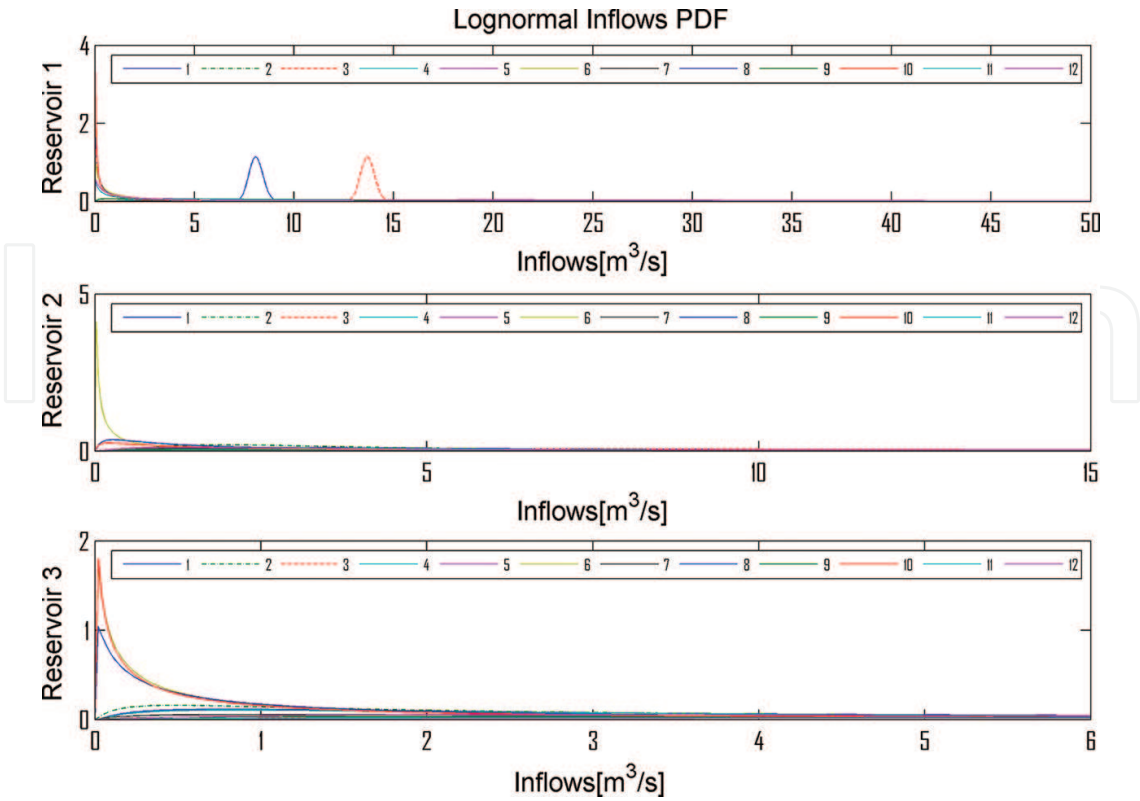 Lognormal Inflows PDF
Reservoir 1
4
2
0
1 2 3 4 5 6 7 8 9 10 11 12
0 5 10 15 20 25 30 35 40 45 50
Inflows[m³/s]
Reservoir 2
5
0
1 2 3 4 5 6 7 8 9 10 11 12
0 5 10 15
Inflows[m³/s]
Reservoir 3
2
1
0
1 2 3 4 5 6 7 8 9 10 11 12
0 1 2 3 4 5 6
Inflows[m³/s]